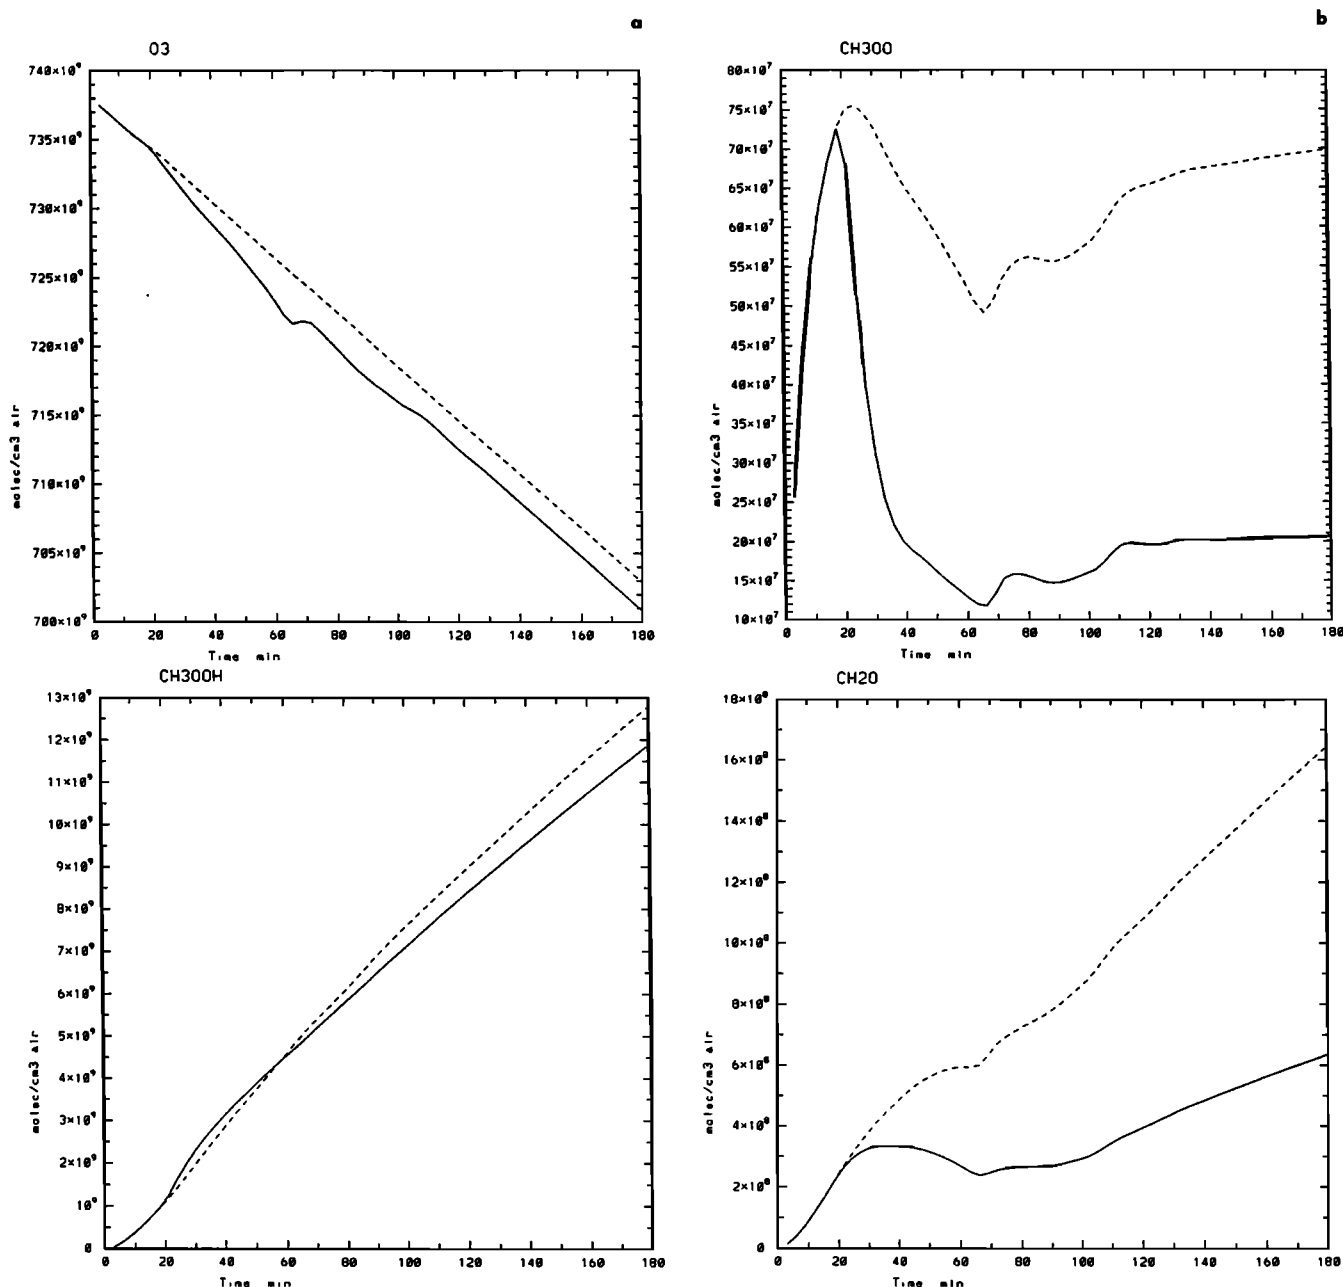 a
b
O3
740×10⁹
735×10⁹
730×10⁹
725×10⁹
720×10⁹
715×10⁹
710×10⁹
705×10⁹
700×10⁹
molec/cm3 air
0 20 40 60 80 100 120 140 160 180
Time min
CH3OO
80×10⁷
75×10⁷
70×10⁷
65×10⁷
60×10⁷
55×10⁷
50×10⁷
45×10⁷
40×10⁷
35×10⁷
30×10⁷
25×10⁷
20×10⁷
15×10⁷
10×10⁷
molec/cm3 air
0 20 40 60 80 100 120 140 160 180
Time min
CH3OOH
13×10⁹
12×10⁹
11×10⁹
10×10⁹
9×10⁹
8×10⁹
7×10⁹
6×10⁹
5×10⁹
4×10⁹
3×10⁹
2×10⁹
10⁹
0
molec/cm3 air
0 20 40 60 80 100 120 140 160 180
Time min
CH2O
18×10⁸
16×10⁸
14×10⁸
12×10⁸
10×10⁸
8×10⁸
6×10⁸
4×10⁸
2×10⁸
0
molec/cm3 air
0 20 40 60 80 100 120 140 160 180
Time min